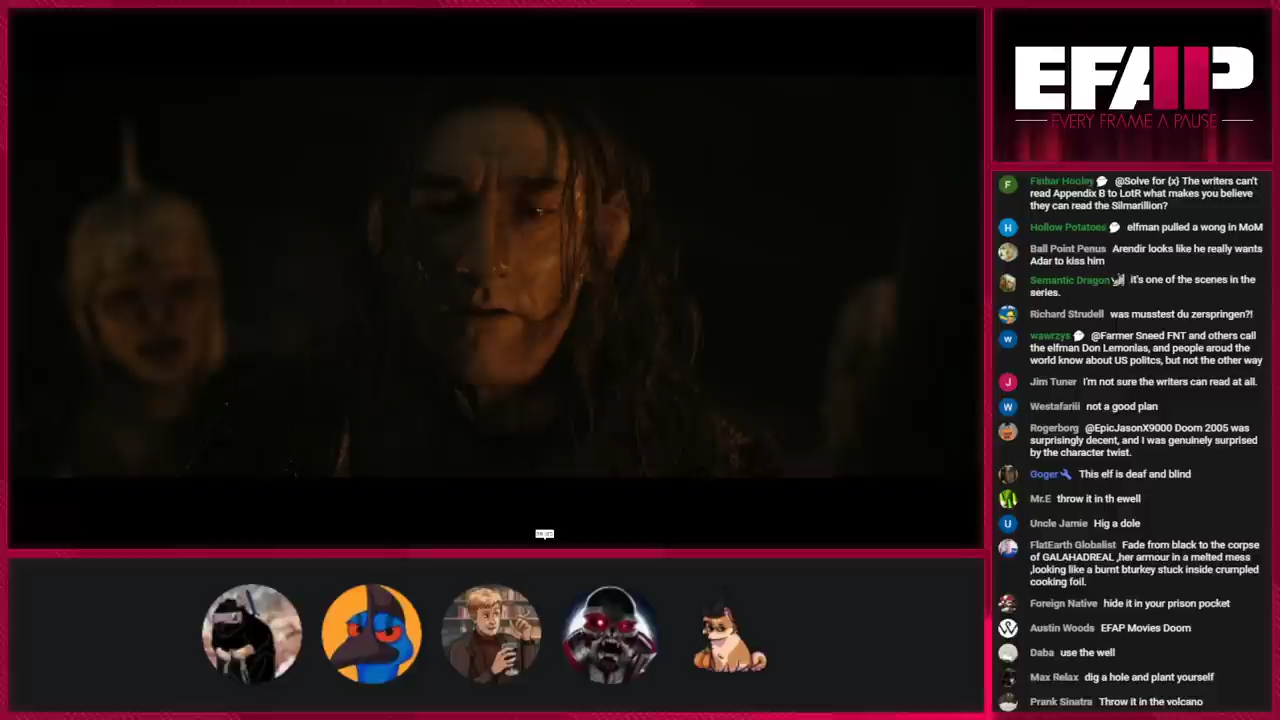 EFAP
EVERY FRAME A PAUSE
F Finbar Hooley @Solve for {x} The writers can't
read Appendix B to LotR what makes you believe
they can read the Silmarillion?
H Hollow Potatoes elfman pulled a wong in MoM
Ball Point Penus Arendir looks like he really wants
Adar to kiss him
Semantic Dragon it's one of the scenes in the
series.
Richard Strudell was musstest du zerspringen?!
w wawrzys @Farmer Sneed FNT and others call
the elfman Don Lemonlas, and people aroud the
world know about US politcs, but not the other way
J Jim Tuner I'm not sure the writers can read at all.
W Westafariii not a good plan
Rogerborg @EpicJasonX9000 Doom 2005 was
surprisingly decent, and I was genuinely surprised
by the character twist.
Goger This elf is deaf and blind
Mr.E throw it in th ewell
U Uncle Jamie Hig a dole
FlatEarth Globalist Fade from black to the corpse
of GALAHADREAL ,her armour in a melted mess
,looking like a burnt bturkey stuck inside crumpled
cooking foil.
Foreign Native hide it in your prison pocket
Austin Woods EFAP Movies Doom
Daba use the well
Max Relax dig a hole and plant yourself
Prank Sinatra Throw it in the volcano